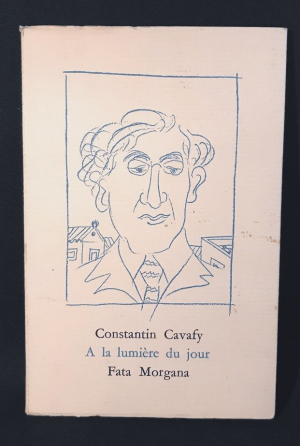 Constantin Cavafy
A la lumière du jour
Fata Morgana